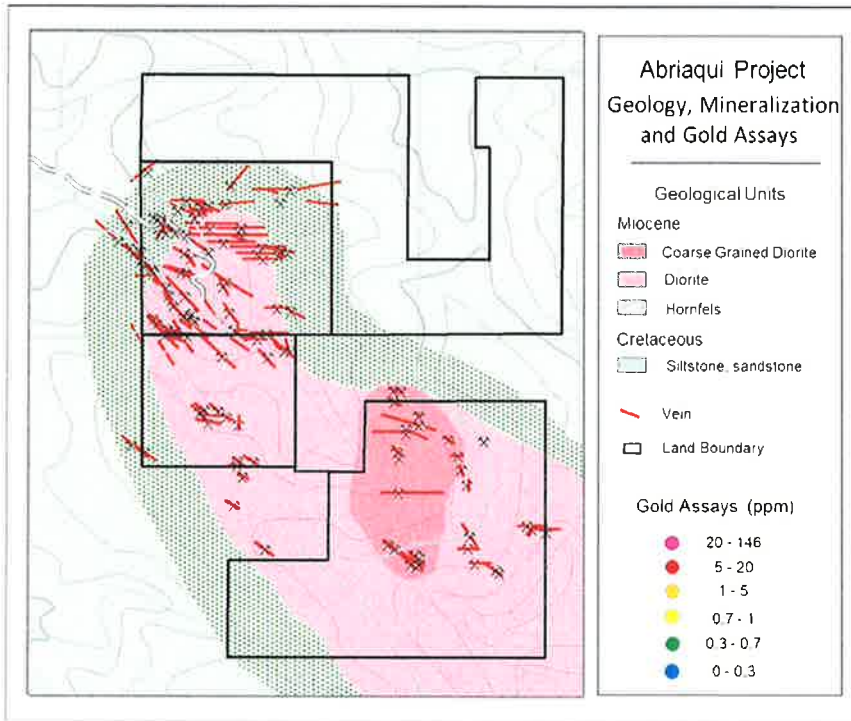 Abriaqui Project
Geology, Mineralization
and Gold Assays
Geological Units
Miocene
Coarse Grained Diorite
Diorite
Hornfels
Cretaceous
Siltstone, sandstone
Vein
Land Boundary
Gold Assays (ppm)
20 - 146
5 - 20
1 - 5
0.7 - 1
0.3 - 0.7
0 - 0.3